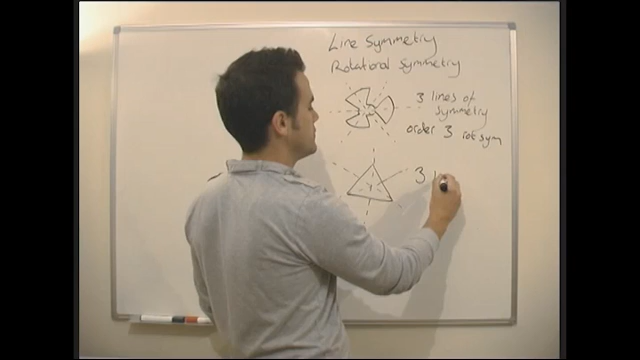 Line Symmetry
Rotational Symmetry
3 lines of
symmetry
order 3 rot sym
3 l